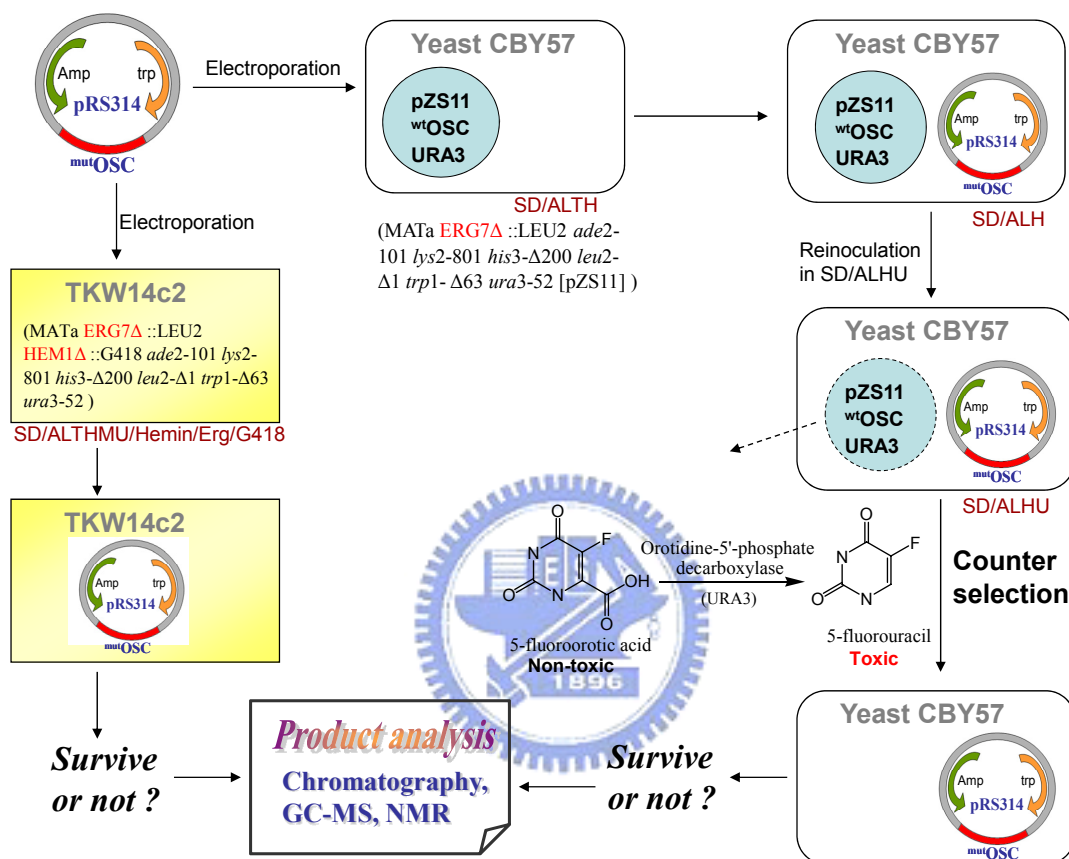 Amp
trp
pRS314
mutOSC
Electroporation
Yeast CBY57
pZS11
wtOSC
URA3
SD/ALTH
(MATa ERG7Δ ::LEU2 ade2-
101 lys2-801 his3-Δ200 leu2-
Δ1 trp1- Δ63 ura3-52 [pZS11] )
Yeast CBY57
pZS11
wtOSC
URA3
Amp
trp
pRS314
mutOSC
SD/ALH
Electroporation
Reinoculation
in SD/ALHU
TKW14c2
(MATa ERG7Δ ::LEU2
HEM1Δ ::G418 ade2-101 lys2-
801 his3-Δ200 leu2-Δ1 trp1-Δ63
ura3-52 )
SD/ALTHMU/Hemin/Erg/G418
Yeast CBY57
pZS11
wtOSC
URA3
Amp
trp
pRS314
mutOSC
SD/ALHU
TKW14c2
Amp
trp
pRS314
mutOSC
O
F
N
O
N
OH
O
5-fluoroorotic acid
Non-toxic
Orotidine-5'-phosphate
decarboxylase
(URA3)
O
F
N
O
N
5-fluorouracil
Toxic
Counter
selection
1896
Survive
or not ?
Product analysis
Chromatography,
GC-MS, NMR
Survive
or not ?
Yeast CBY57
Amp
trp
pRS314
mutOSC